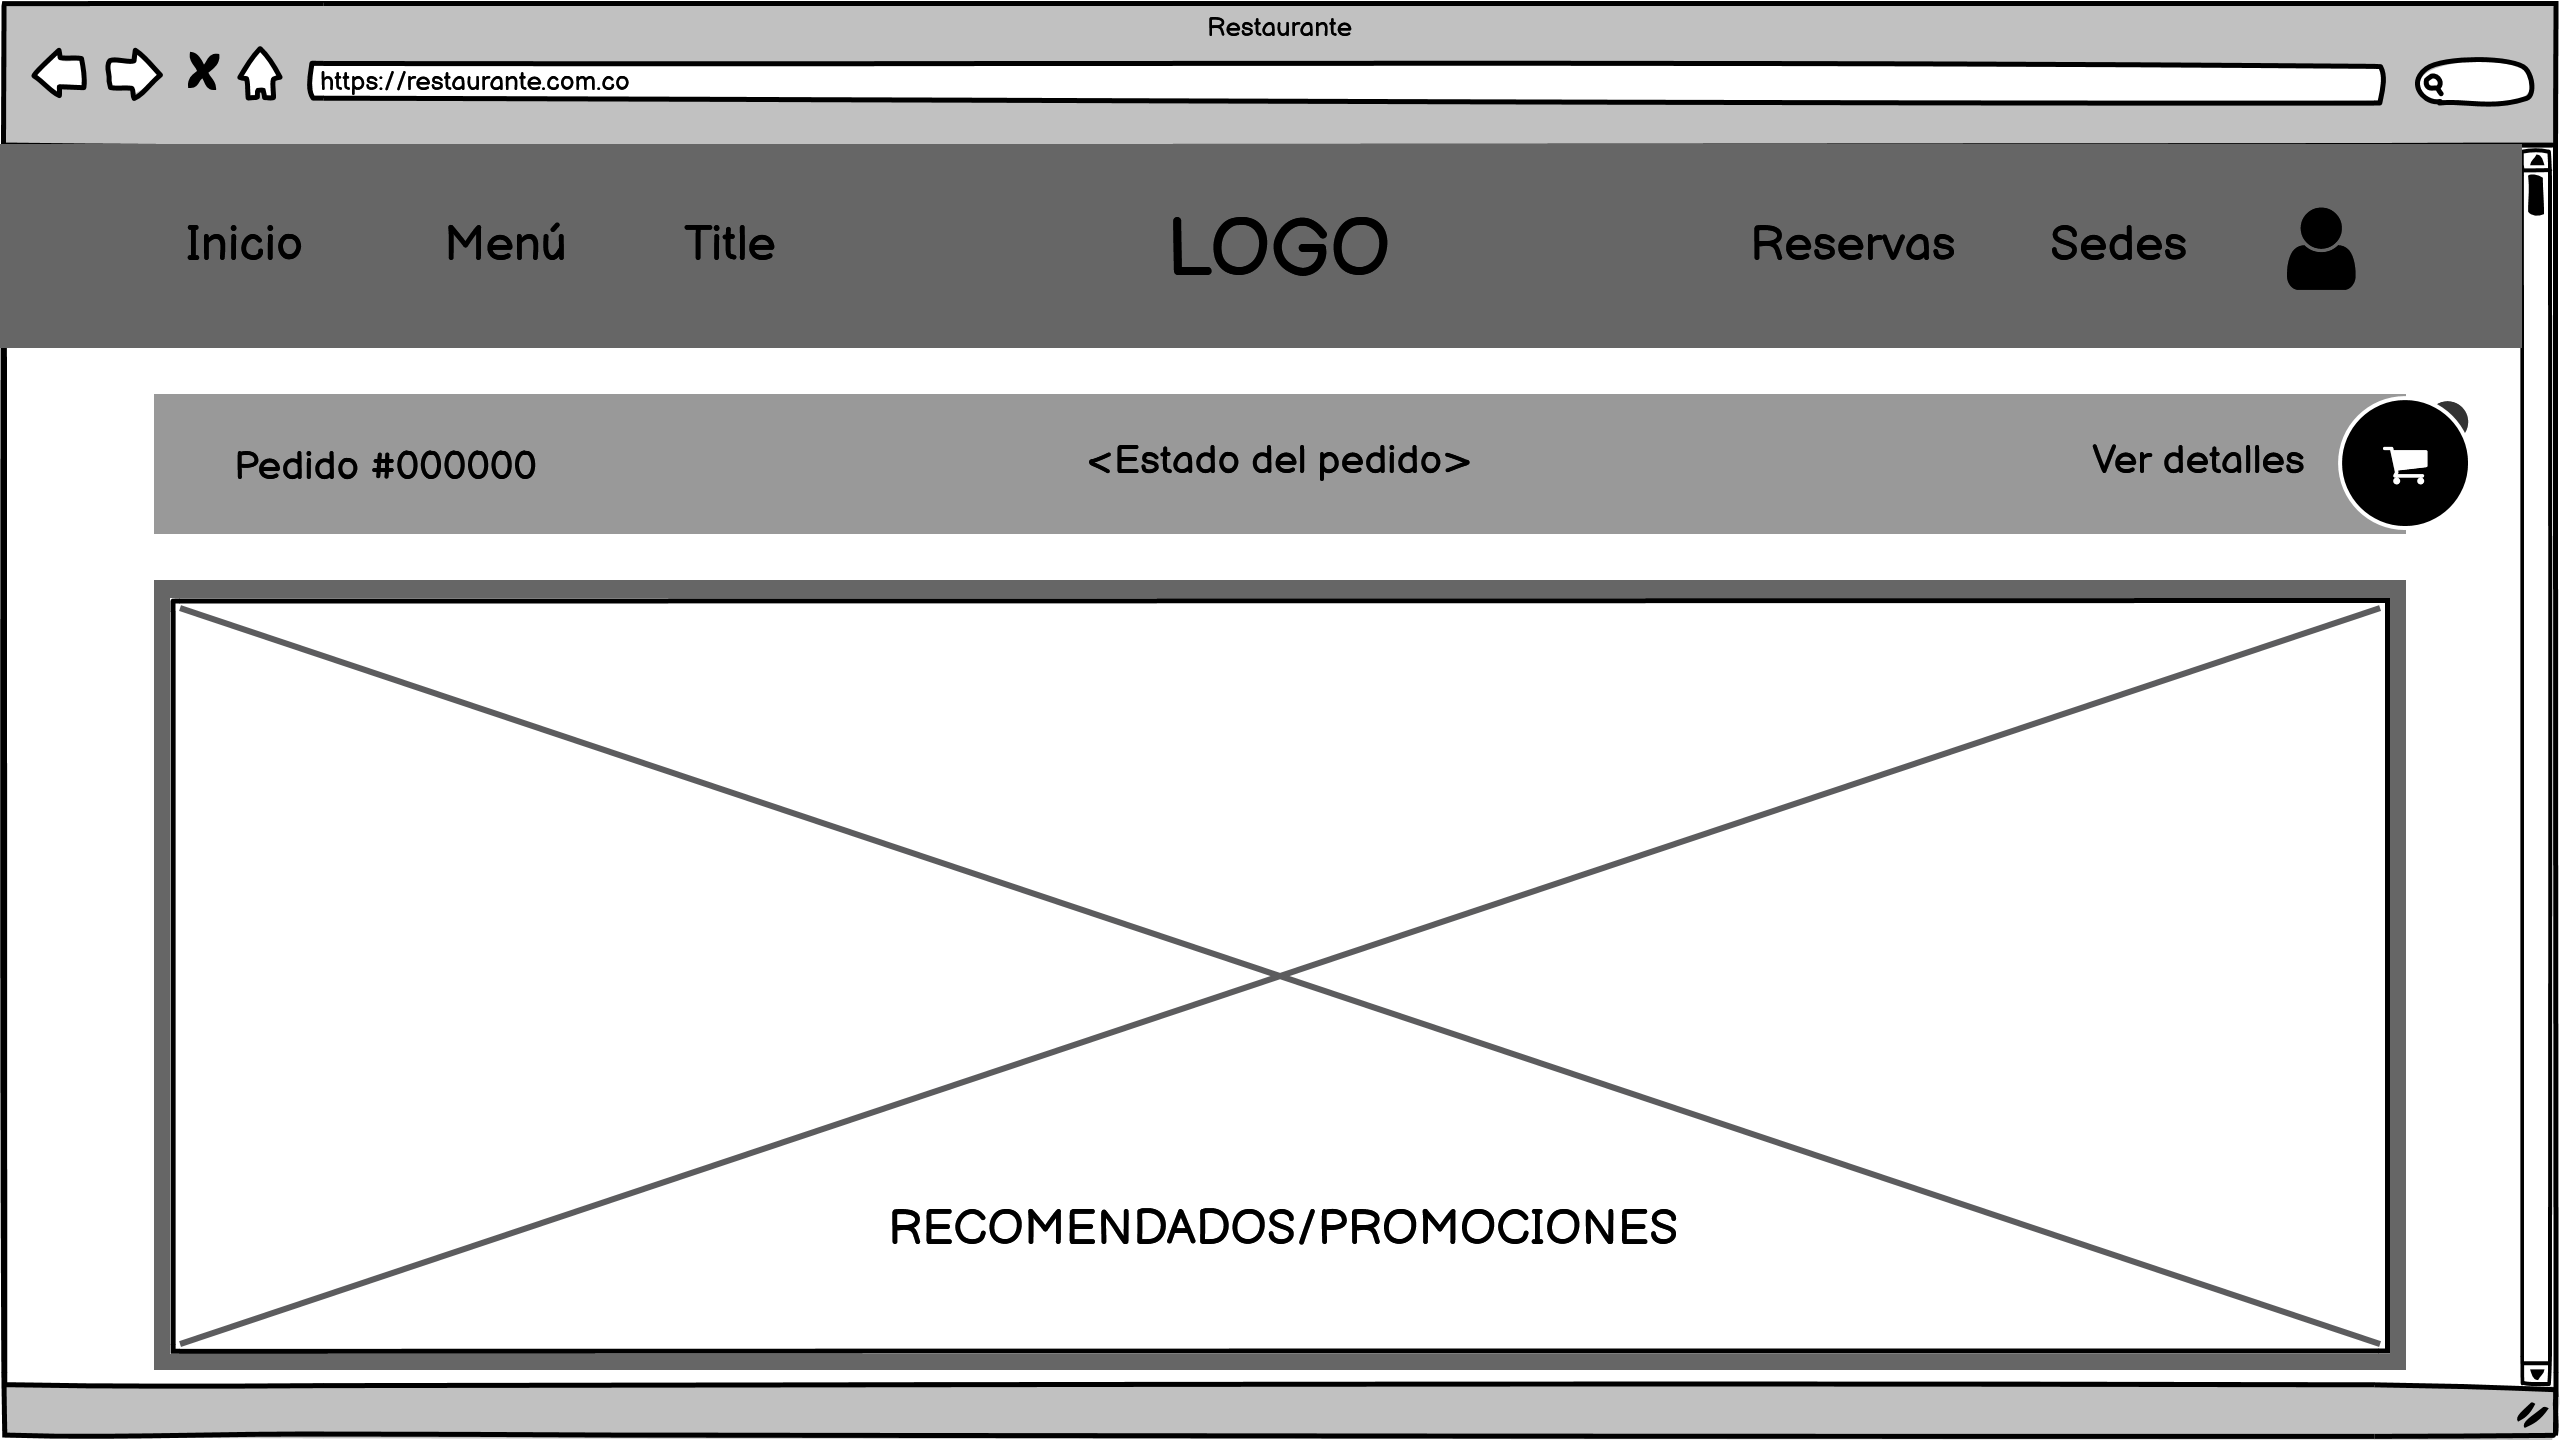 Restaurante
https://restaurante.com.co
Inicio Menú Title LOGO Reservas Sedes
Pedido #000000 <Estado del pedido> Ver detalles
RECOMENDADOS/PROMOCIONES